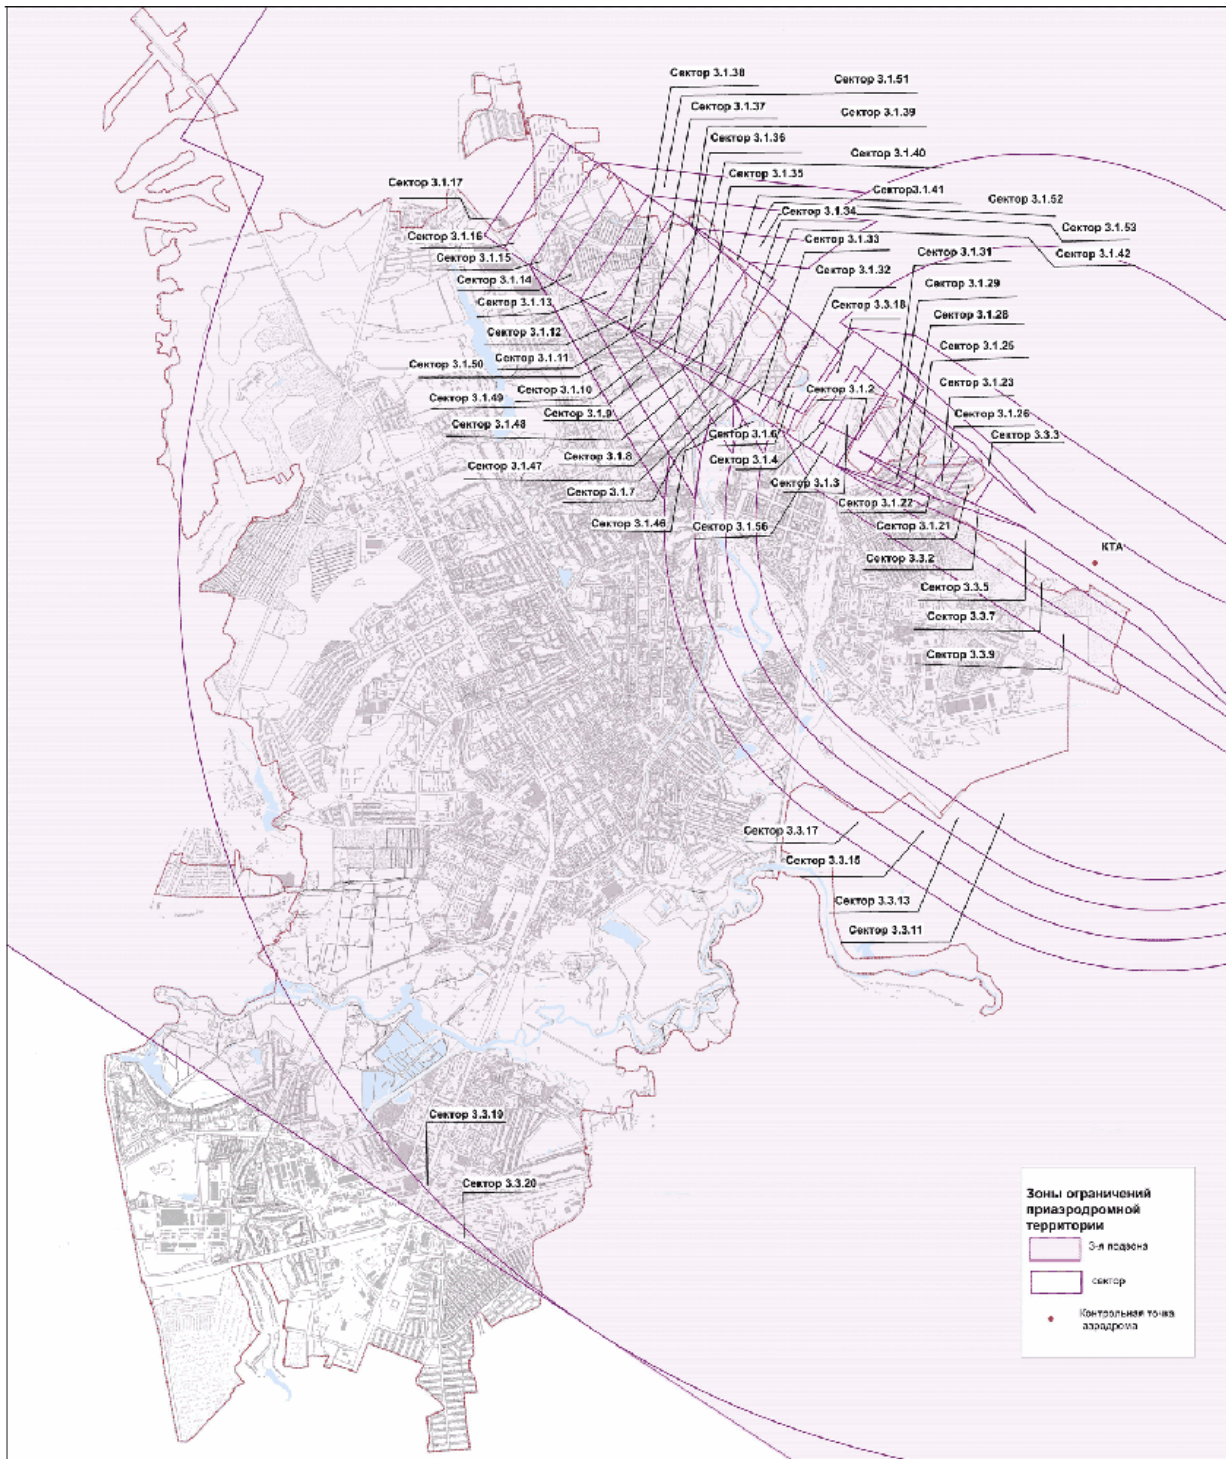 Сектор 3.1.38
Сектор 3.1.51
Сектор 3.1.37
Сектор 3.1.39
Сектор 3.1.36
Сектор 3.1.40
Сектор 3.1.35
Сектор 3.1.17
Сектор3.1.41
Сектор 3.1.52
Сектор 3.1.34
Сектор 3.1.53
Сектор 3.1.16
Сектор 3.1.33
Сектор 3.1.31
Сектор 3.1.42
Сектор 3.1.15
Сектор 3.1.32
Сектор 3.1.14
Сектор 3.1.29
Сектор 3.1.13
Сектор 3.3.18
Сектор 3.1.28
Сектор 3.1.12
Сектор 3.1.25
Сектор 3.1.11
Сектор 3.1.50
Сектор 3.1.23
Сектор 3.1.10
Сектор 3.1.2
Сектор 3.1.49
Сектор 3.1.9
Сектор 3.1.26
Сектор 3.1.48
Сектор 3.1.6
Сектор 3.3.3
Сектор 3.1.8
Сектор 3.1.4
Сектор 3.1.47
Сектор 3.1.3
Сектор 3.1.7
Сектор 3.1.22
Сектор 3.1.46
Сектор 3.1.56
Сектор 3.1.21
КТА
Сектор 3.3.2
Сектор 3.3.5
Сектор 3.3.7
Сектор 3.3.9
Сектор 3.3.17
Сектор 3.3.15
Сектор 3.3.13
Сектор 3.3.11
Сектор 3.3.19
Сектор 3.3.20
Зоны ограничений
приаэродромной
территории
3-я подзона
сектор
Контрольная точка
аэродрома